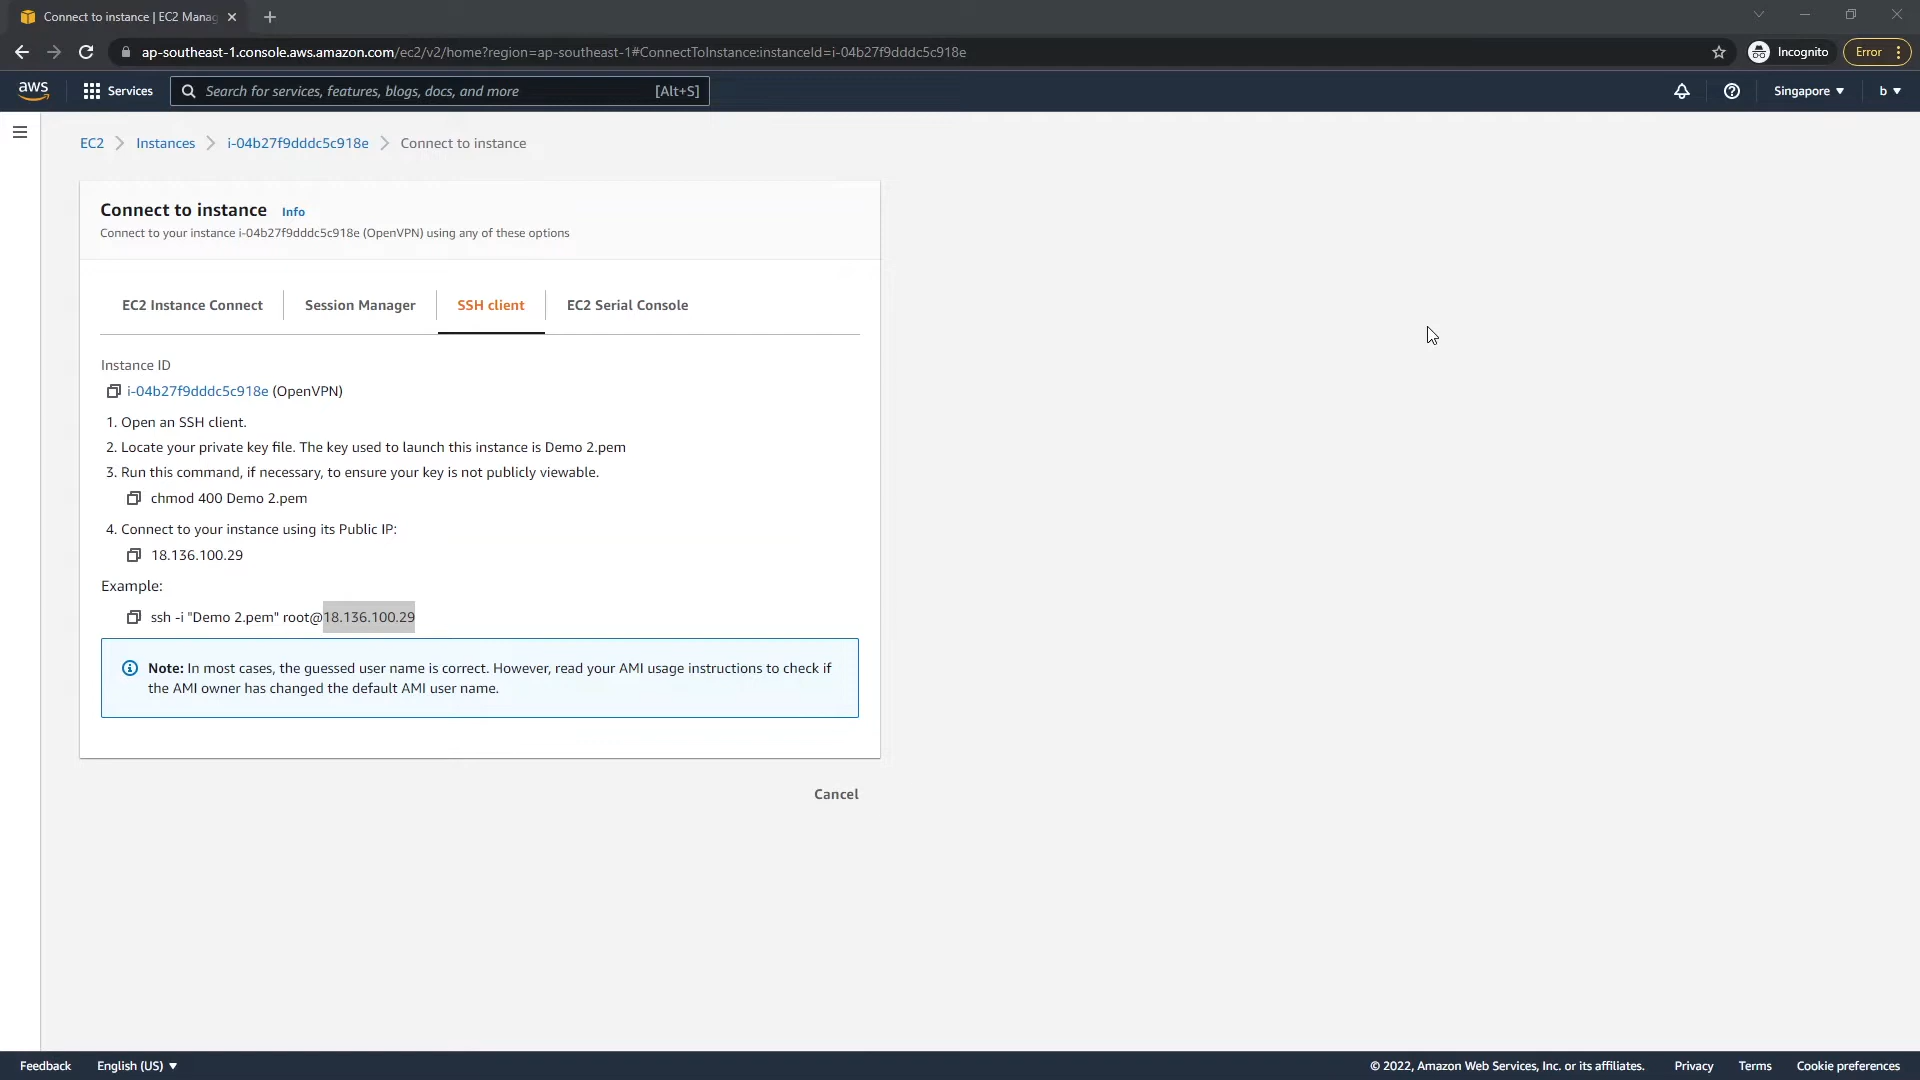 Connect to instance | EC2 Manag
ap-southeast-1.console.aws.amazon.com/ec2/v2/home?region=ap-southeast-1#ConnectToInstance:instanceId=i-04b27f9dddc5c918e
Incognito
Error
aws
Services
Search for services, features, blogs, docs, and more
[Alt+S]
Singapore
b
EC2
Instances
i-04b27f9dddc5c918e
Connect to instance
Connect to instance
Info
Connect to your instance i-04b27f9dddc5c918e (OpenVPN) using any of these options
EC2 Instance Connect
Session Manager
SSH client
EC2 Serial Console
Instance ID
i-04b27f9dddc5c918e (OpenVPN)
1. Open an SSH client.
2. Locate your private key file. The key used to launch this instance is Demo 2.pem
3. Run this command, if necessary, to ensure your key is not publicly viewable.
chmod 400 Demo 2.pem
4. Connect to your instance using its Public IP:
18.136.100.29
Example:
ssh -i "Demo 2.pem" root@18.136.100.29
Note: In most cases, the guessed user name is correct. However, read your AMI usage instructions to check if
the AMI owner has changed the default AMI user name.
Cancel
Feedback
English (US)
© 2022, Amazon Web Services, Inc. or its affiliates.
Privacy
Terms
Cookie preferences